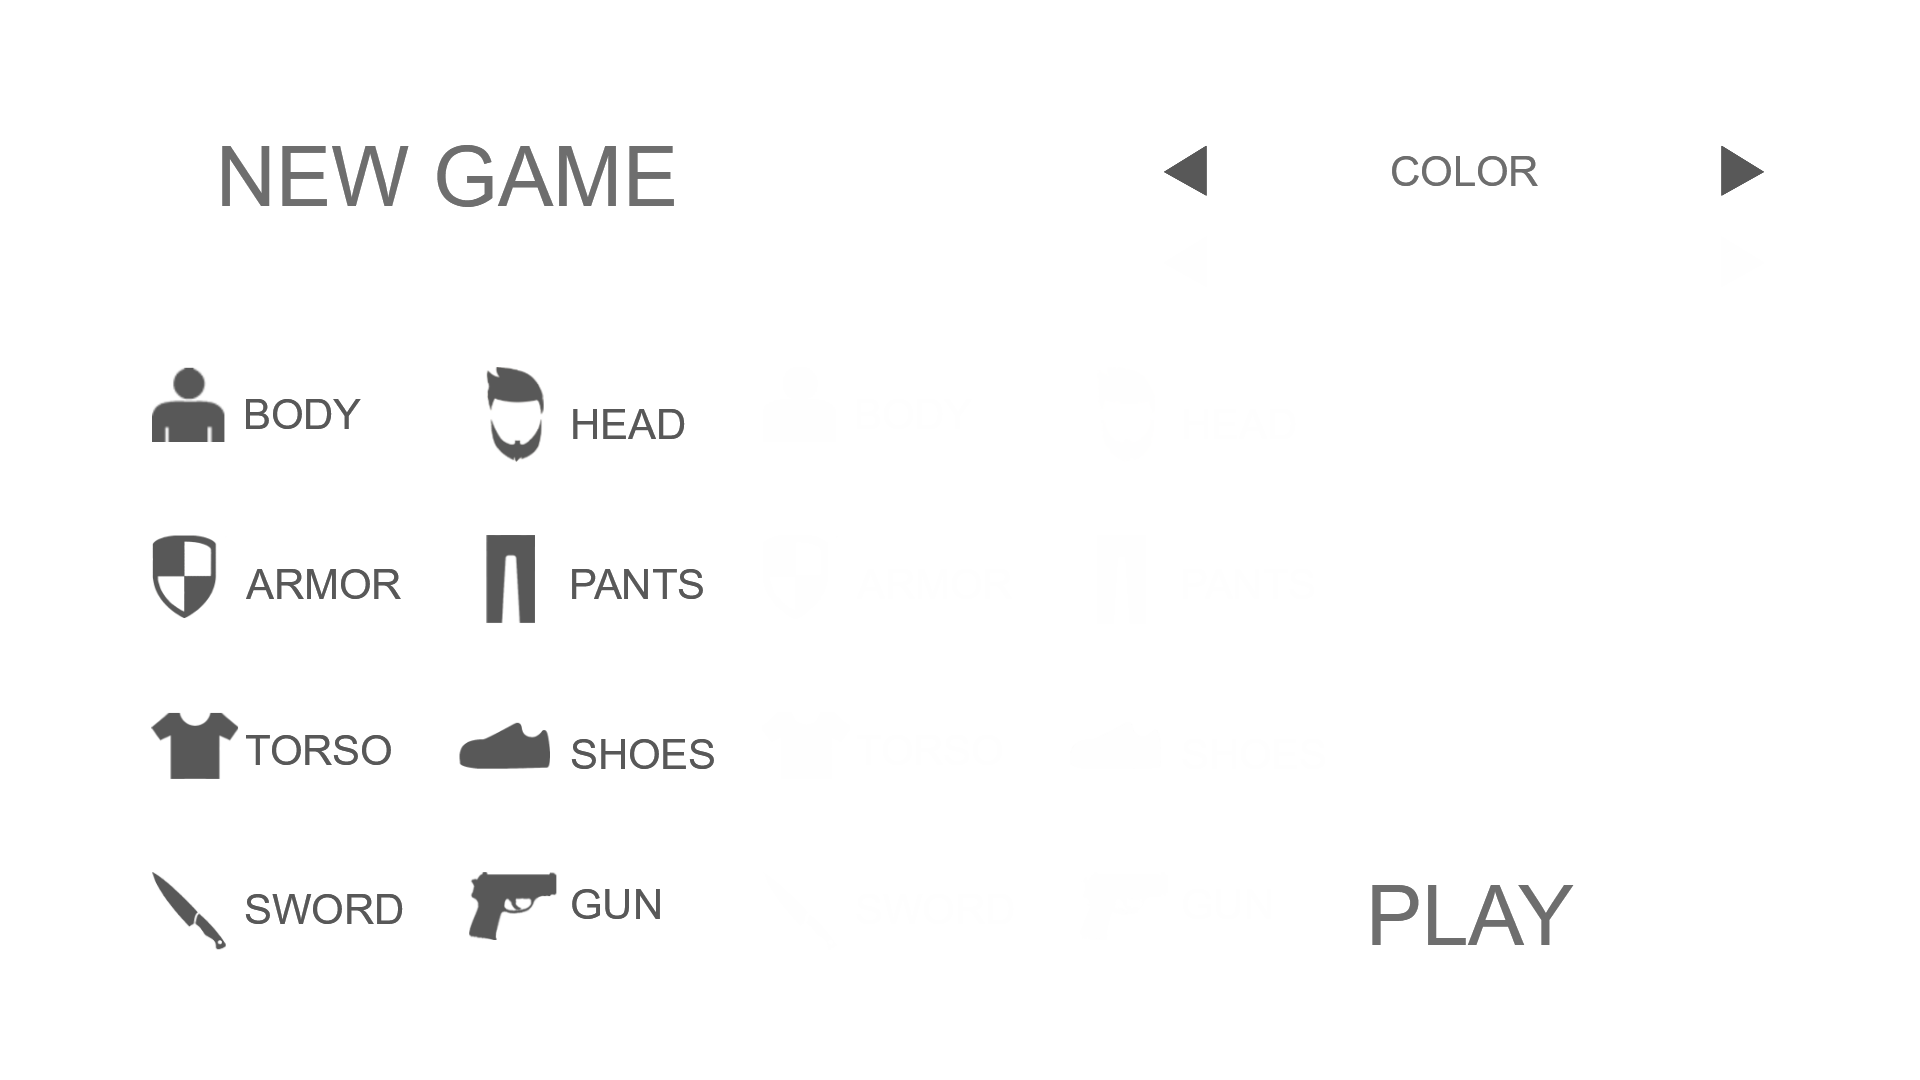 NEW GAME
COLOR
BODY
HEAD
ARMOR
PANTS
TORSO
SHOES
SWORD
GUN
PLAY